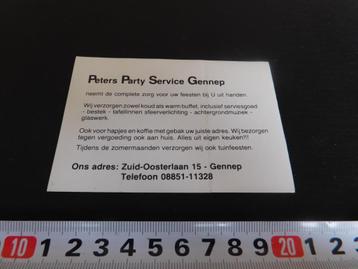 Peters Party Service Gennep
neemt de complete zorg voor uw feesten bij U uit handen.
Wij verzorgen zowel koud als warm buffet, inclusief serviesgoed
- bestek - tafellinnen sfeerverlichting - achtergrondmuziek -
glaswerk.
Ook voor hapjes en koffie met gebak uw juiste adres. Wij bezorgen
tegen vergoeding ook aan huis. Alles uit eigen keuken!!!
Tijdens de zomermaanden verzorgen wij ook tuinfeesten.
Ons adres: Zuid-Oosterlaan 15 - Gennep
Telefoon 08851-11328
10 1 2 3 4 5 6 7 8 9 20 1 2